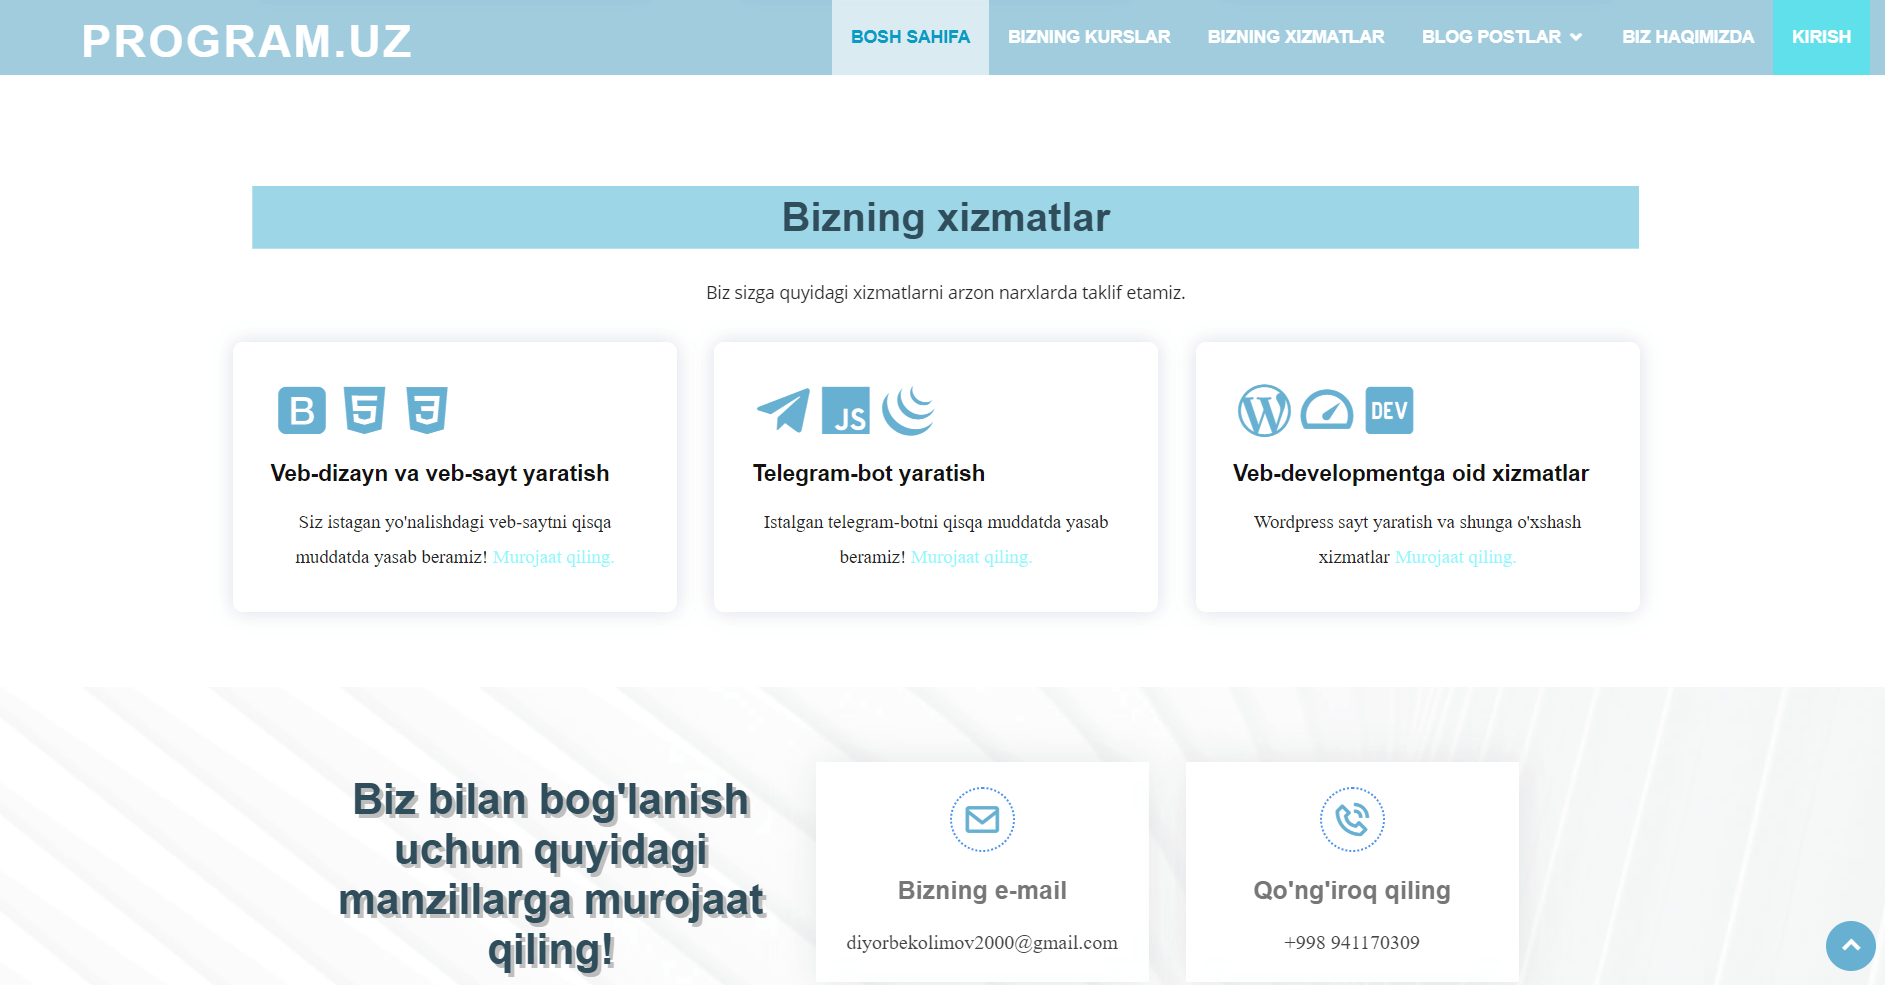 PROGRAM.UZ
BOSH SAHIFA BIZNING KURSLAR BIZNING XIZMATLAR BLOG POSTLAR BIZ HAQIMIZDA KIRISH
Bizning xizmatlar
Biz sizga quyidagi xizmatlarni arzon narxlarda taklif etamiz.
B 5 3
Veb-dizayn va veb-sayt yaratish
Siz istagan yo'nalishdagi veb-saytni qisqa
muddatda yasab beramiz! Murojaat qiling.
JS
Telegram-bot yaratish
Istalgan telegram-botni qisqa muddatda yasab
beramiz! Murojaat qiling.
W DEV
Veb-developmentga oid xizmatlar
Wordpress sayt yaratish va shunga o'xshash
xizmatlar Murojaat qiling.
Biz bilan bog'lanish
uchun quyidagi
manzillarga murojaat
qiling!
Bizning e-mail
diyorbekolimov2000@gmail.com
Qo'ng'iroq qiling
+998 941170309